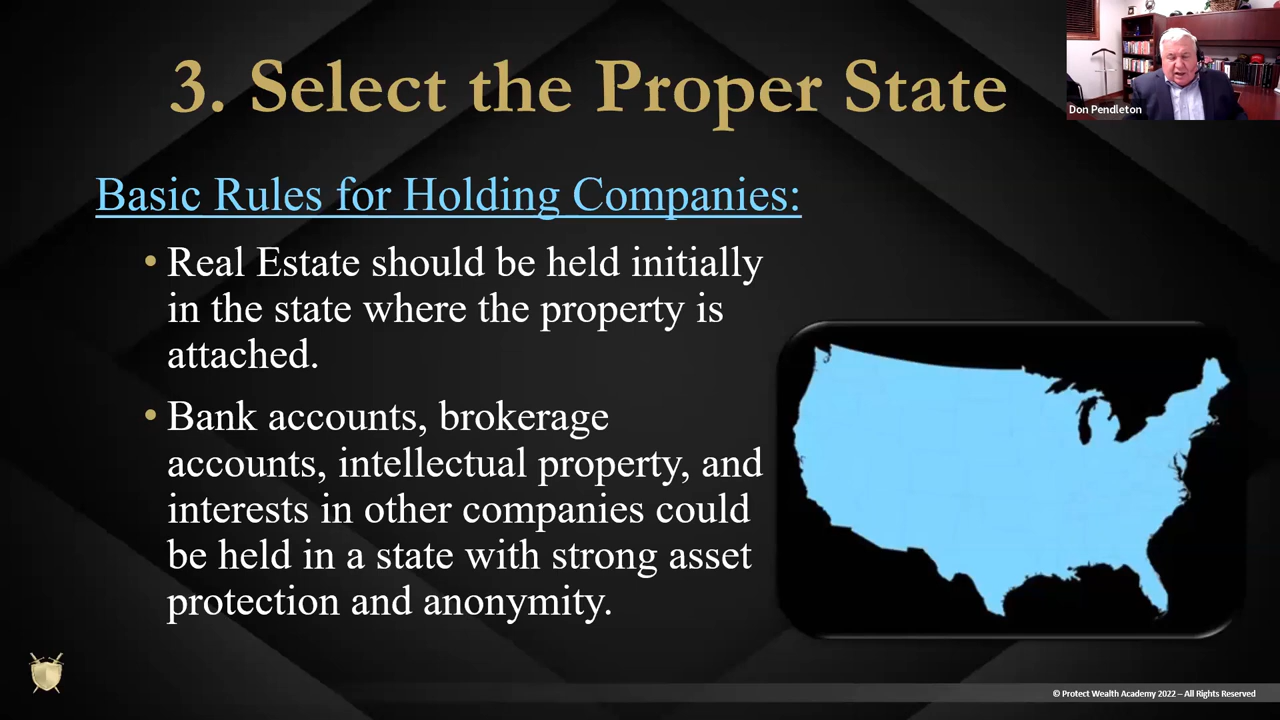 3. Select the Proper State
Don Pendleton
Basic Rules for Holding Companies:
• Real Estate should be held initially
in the state where the property is
attached.
• Bank accounts, brokerage
accounts, intellectual property, and
interests in other companies could
be held in a state with strong asset
protection and anonymity.
© Protect Wealth Academy 2022 – All Rights Reserved